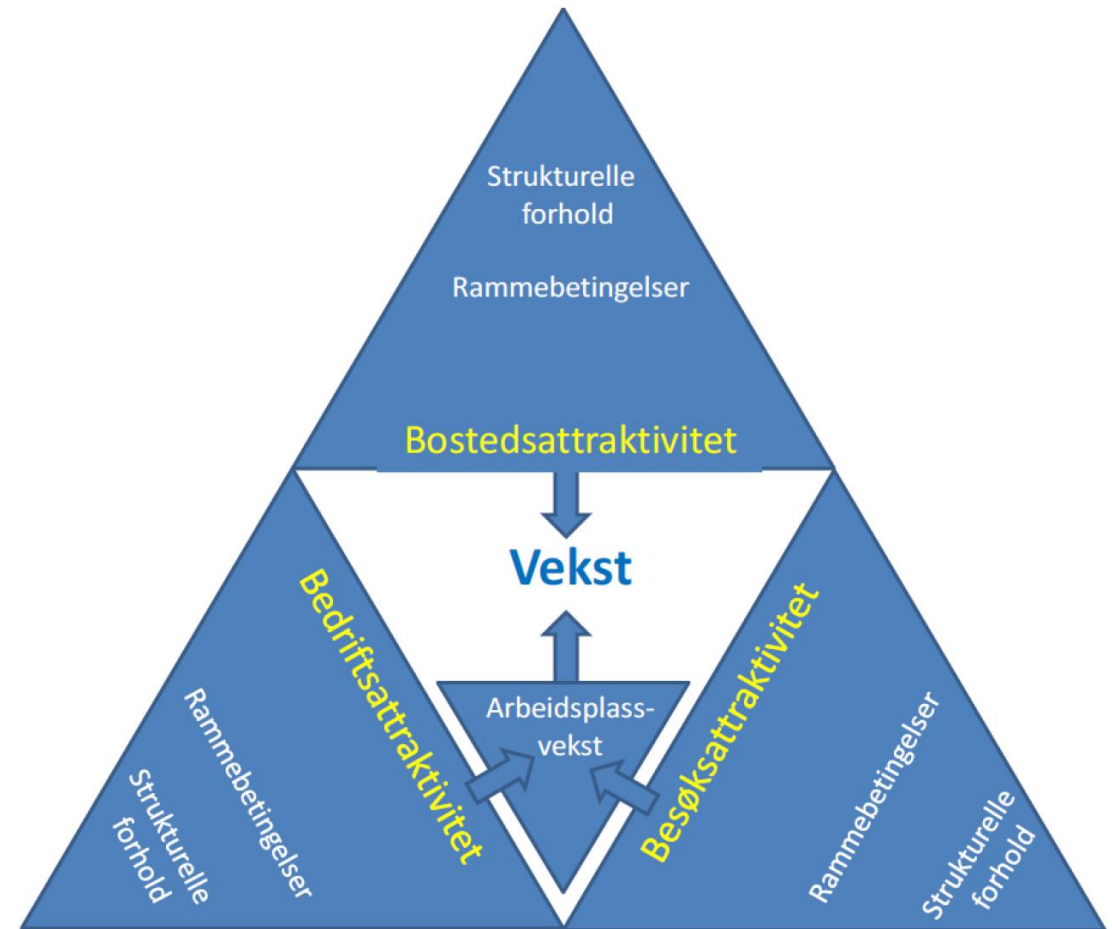 Strukturelle
forhold
Rammebetingelser
Bostedsattraktivitet
Vekst
Bedriftsattraktivitet
Rammebetingelser
Strukturelle
forhold
Arbeidsplass-
vekst
Besøksattraktivitet
Rammebetingelser
Strukturelle
forhold